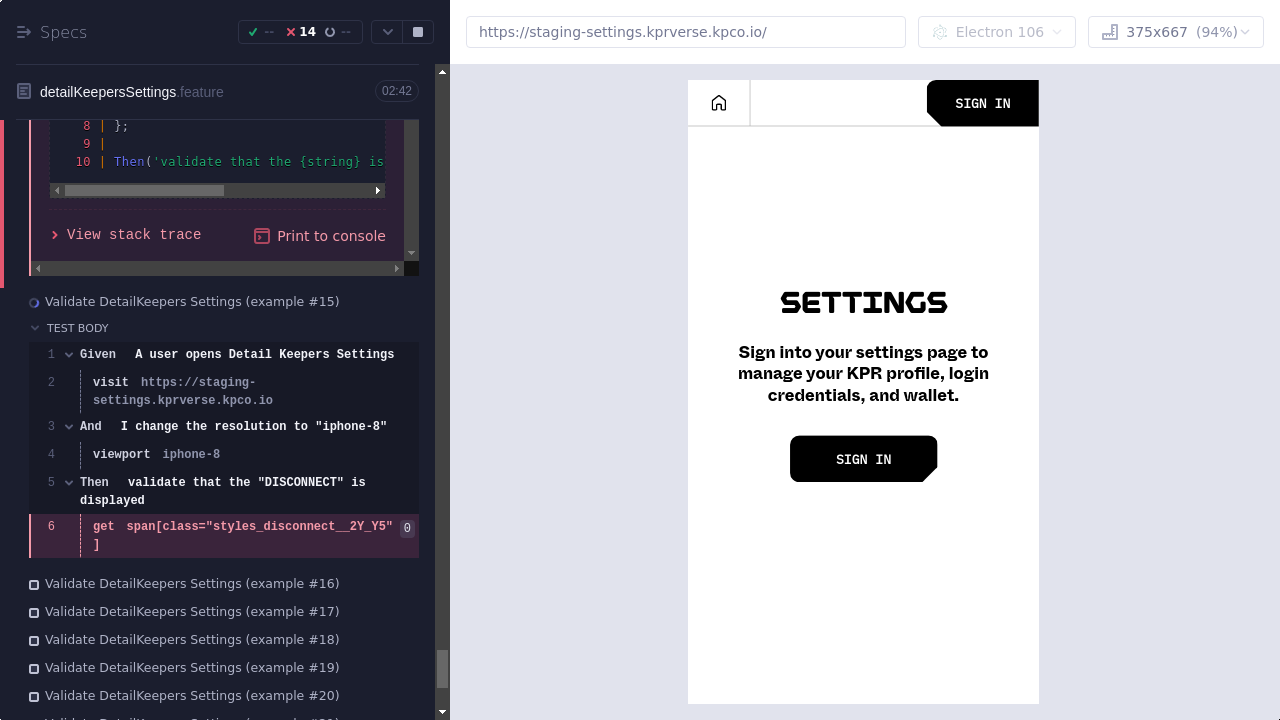 Specs
-- 14 --
https://staging-settings.kprverse.kpco.io/
Electron 106
375x667 (94%)
detailKeepersSettings.feature
02:42
8 | };
9 |
10 | Then('validate that the {string} is
View stack trace
Print to console
Validate DetailKeepers Settings (example #15)
TEST BODY
1 Given A user opens Detail Keepers Settings
2 visit https://staging-
settings.kprverse.kpco.io
3 And I change the resolution to "iphone-8"
4 viewport iphone-8
5 Then validate that the "DISCONNECT" is
displayed
6 get span[class="styles_disconnect__2Y_Y5" 0
]
Validate DetailKeepers Settings (example #16)
Validate DetailKeepers Settings (example #17)
Validate DetailKeepers Settings (example #18)
Validate DetailKeepers Settings (example #19)
Validate DetailKeepers Settings (example #20)
SIGN IN
SETTINGS
Sign into your settings page to
manage your KPR profile, login
credentials, and wallet.
SIGN IN